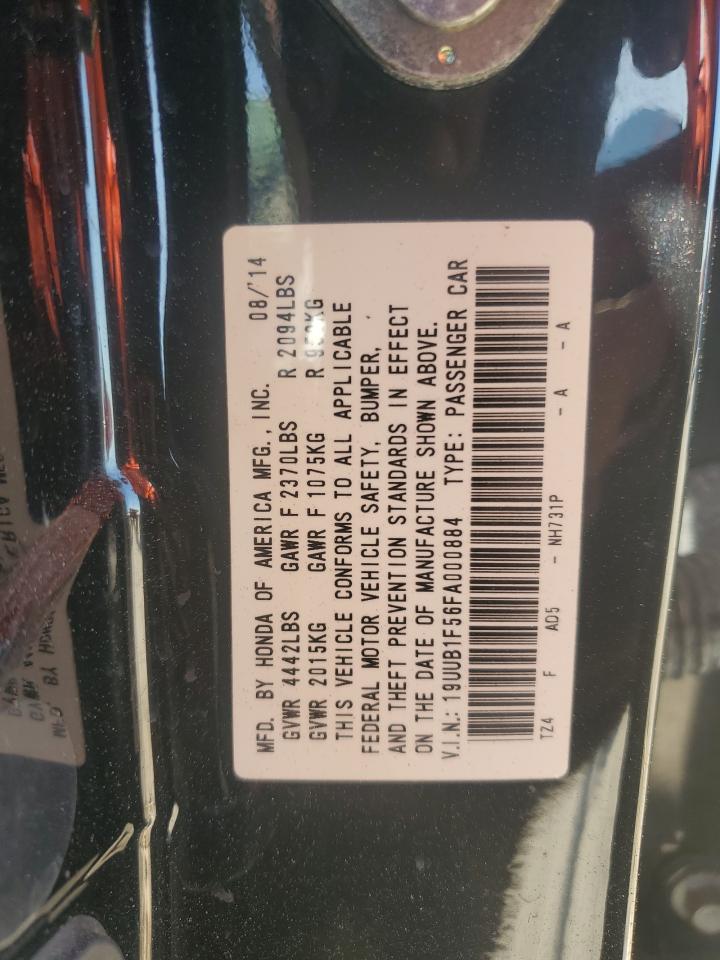 MFD. BY HONDA OF AMERICA MFG., INC. 08/'14
GVWR 4442LBS GAWR F 2370LBS R 2094LBS
GVWR 2015KG GAWR F 1075KG R KG
THIS VEHICLE CONFORMS TO ALL APPLICABLE
FEDERAL MOTOR VEHICLE SAFETY, BUMPER,
AND THEFT PREVENTION STANDARDS IN EFFECT
ON THE DATE OF MANUFACTURE SHOWN ABOVE.
V.I.N.: 19UUB1F56FA000884 TYPE: PASSENGER CAR
TZ4 F AD5 - NH731P - A - A